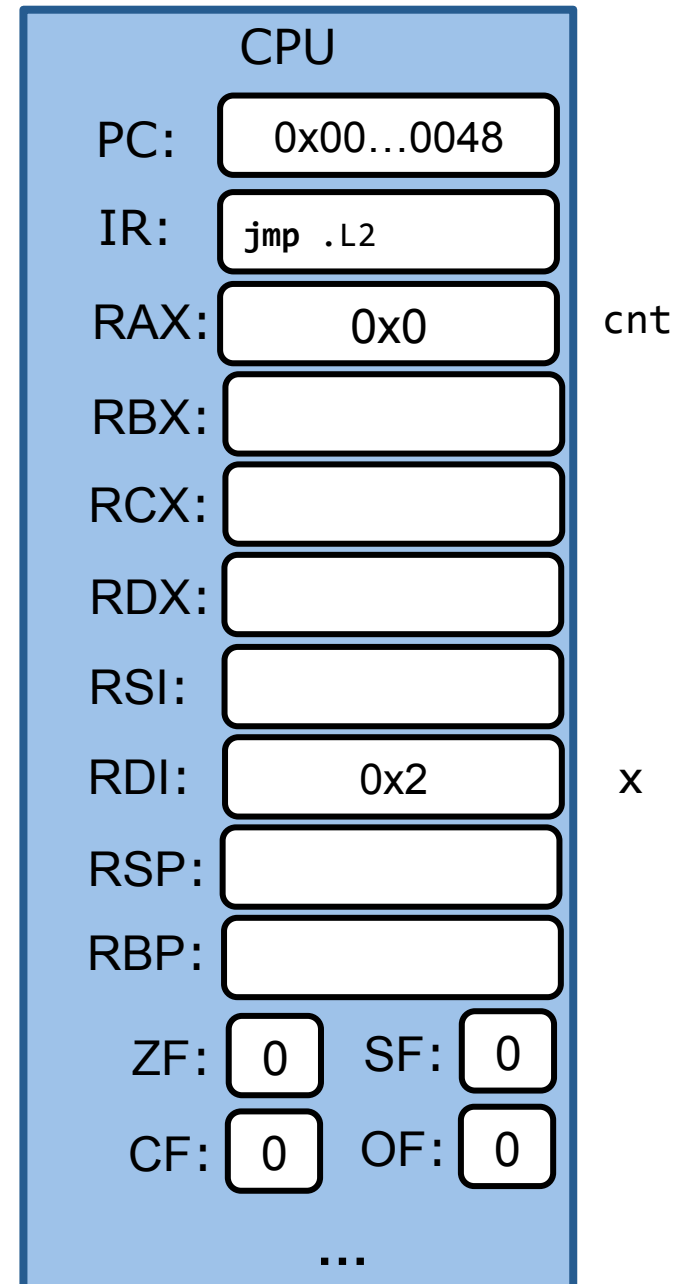 CPU
PC: 0x00...0048
IR: jmp .L2
RAX: 0x0 cnt
RBX:
RCX:
RDX:
RSI:
RDI: 0x2 x
RSP:
RBP:
ZF: 0 SF: 0
CF: 0 OF: 0
...